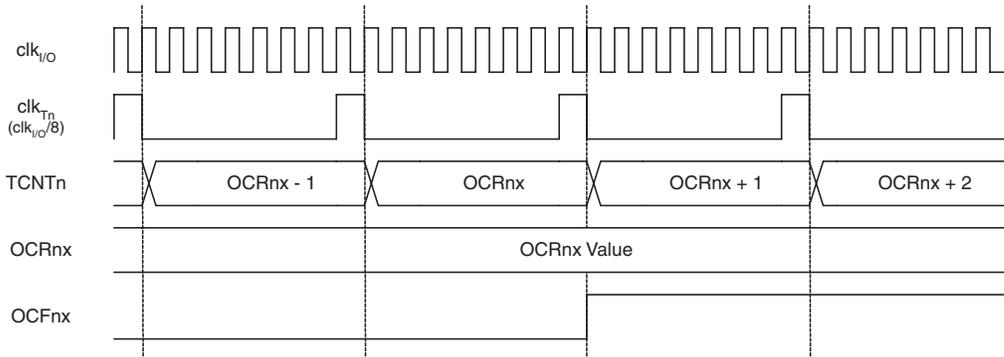 clkI/O
clkTn
(clkI/O/8)
TCNTn
OCRnx - 1
OCRnx
OCRnx + 1
OCRnx + 2
OCRnx
OCRnx Value
OCFnx